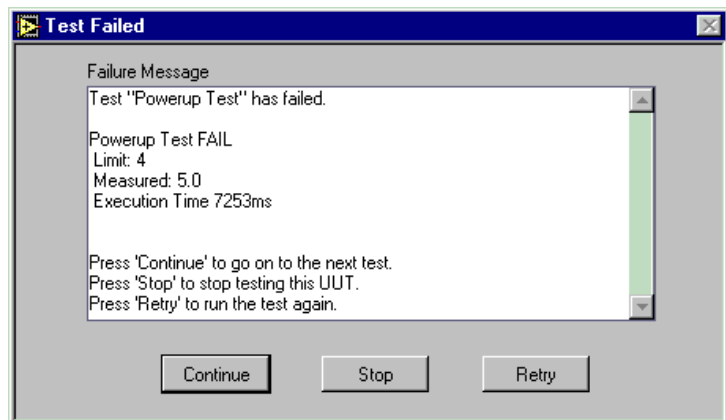 Test Failed
Failure Message
Test "Powerup Test" has failed.
Powerup Test FAIL
Limit: 4
Measured: 5.0
Execution Time 7253ms
Press 'Continue' to go on to the next test.
Press 'Stop' to stop testing this UUT.
Press 'Retry' to run the test again.
Continue Stop Retry